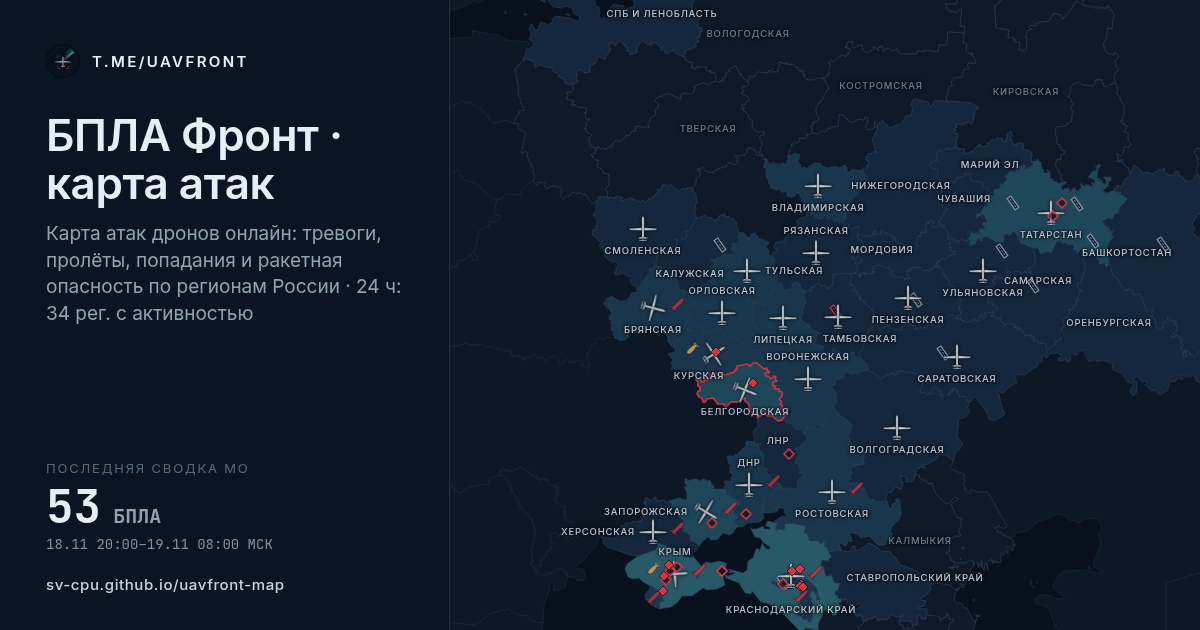 T.ME/UAVFRONT
БПЛА Фронт ·
карта атак
Карта атак дронов онлайн: тревоги,
пролёты, попадания и ракетная
опасность по регионам России · 24 ч:
34 рег. с активностью
ПОСЛЕДНЯЯ СВОДКА МО
53 БПЛА
18.11 20:00–19.11 08:00 МСК
sv-cpu.github.io/uavfront-map
СПБ И ЛЕНОБЛАСТЬ
ВОЛОГОДСКАЯ
КОСТРОМСКАЯ
КИРОВСКАЯ
ТВЕРСКАЯ
МАРИЙ ЭЛ
НИЖЕГОРОДСКАЯ
ЧУВАШИЯ
ВЛАДИМИРСКАЯ
РЯЗАНСКАЯ
ТАТАРСТАН
СМОЛЕНСКАЯ
МОРДОВИЯ
БАШКОРТОСТАН
КАЛУЖСКАЯ
ТУЛЬСКАЯ
САМАРСКАЯ
ОРЛОВСКАЯ
УЛЬЯНОВСКАЯ
ПЕНЗЕНСКАЯ
ОРЕНБУРГСКАЯ
БРЯНСКАЯ
ЛИПЕЦКАЯ
ТАМБОВСКАЯ
ВОРОНЕЖСКАЯ
КУРСКАЯ
САРАТОВСКАЯ
БЕЛГОРОДСКАЯ
ЛНР
ВОЛГОГРАДСКАЯ
ДНР
ЗАПОРОЖСКАЯ
РОСТОВСКАЯ
ХЕРСОНСКАЯ
КАЛМЫКИЯ
КРЫМ
СТАВРОПОЛЬСКИЙ КРАЙ
КРАСНОДАРСКИЙ КРАЙ